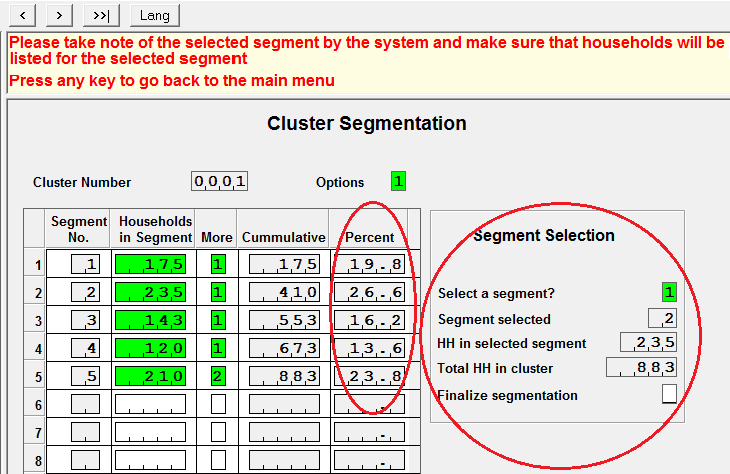 < > >>| Lang
Please take note of the selected segment by the system and make sure that households will be
listed for the selected segment
Press any key to go back to the main menu
Cluster Segmentation
Cluster Number 0001 Options 1
Segment No. Households in Segment More Cummulative Percent
1 1 175 1 175 19.8
2 2 235 1 410 26.6
3 3 143 1 553 16.2
4 4 120 1 673 13.6
5 5 210 2 883 23.8
6 .
7 .
8 .
Segment Selection
Select a segment? 1
Segment selected 2
HH in selected segment 235
Total HH in cluster 883
Finalize segmentation